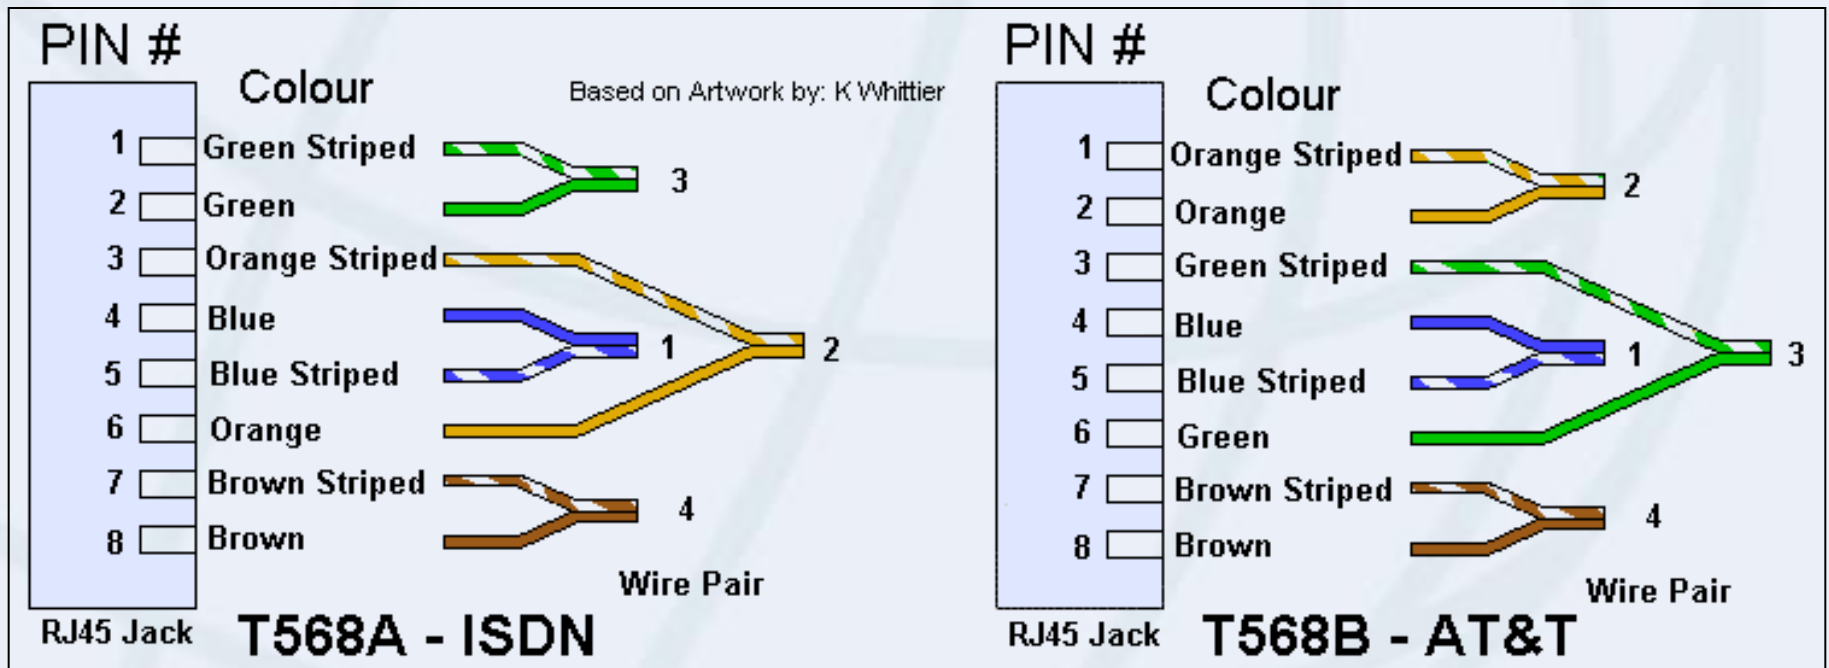 PIN #
Colour
Based on Artwork by: K Whittier
1 Green Striped 3
2 Green
3 Orange Striped
4 Blue
1 2
5 Blue Striped
6 Orange
7 Brown Striped
4
8 Brown
Wire Pair
RJ45 Jack T568A - ISDN
PIN #
Colour
1 Orange Striped 2
2 Orange
3 Green Striped
4 Blue
1 3
5 Blue Striped
6 Green
7 Brown Striped
4
8 Brown
Wire Pair
RJ45 Jack T568B - AT&T